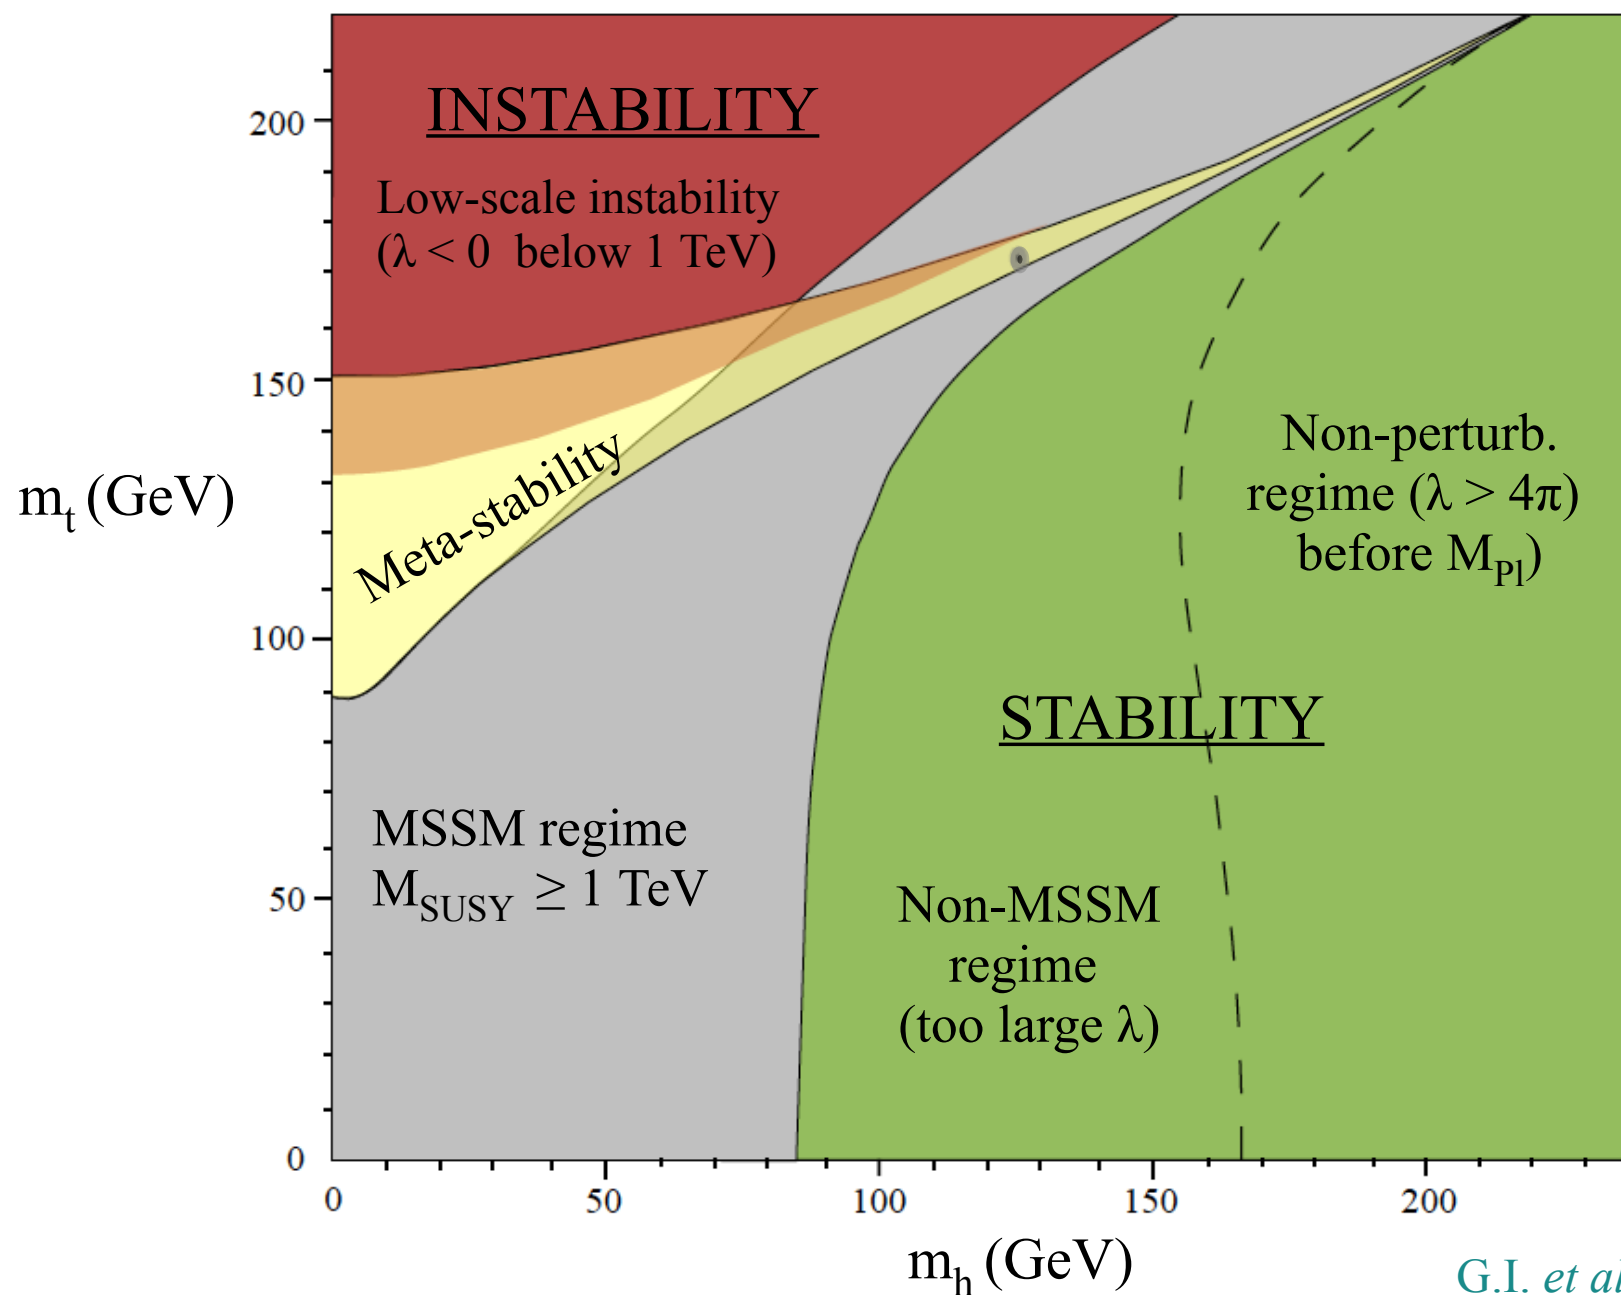 INSTABILITY
Low-scale instability
(λ < 0 below 1 TeV)
200
150
100
50
0
m_t (GeV)
Meta-stability
Non-perturb.
regime (λ > 4π)
before M_Pl)
STABILITY
MSSM regime
M_SUSY ≥ 1 TeV
Non-MSSM
regime
(too large λ)
0 50 100 150 200
m_h (GeV)
G.I. et al